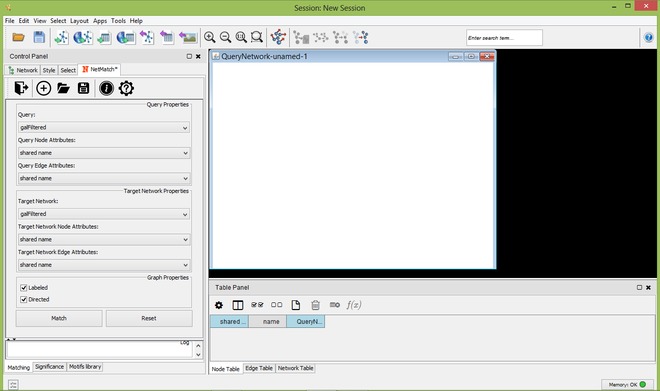 Session: New Session
File Edit View Select Layout Apps Tools Help
Enter search term...
Control Panel
Network Style Select NetMatch*
Query Properties
Query:
galFiltered
Query Node Attributes:
shared name
Query Edge Attributes:
shared name
Target Network Properties
Target Network:
galFiltered
Target Network Node Attributes:
shared name
Target Network Edge Attributes:
shared name
Graph Properties
Labeled
Directed
Match Reset
Log
Matching Significance Motifs library
QueryNetwork-unamed-1
Table Panel
f(x)
shared ... name QueryN...
Node Table Edge Table Network Table
Memory: OK